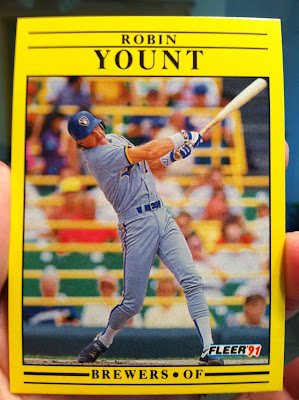 ROBIN
YOUNT
FLEER '91
BREWERS • OF